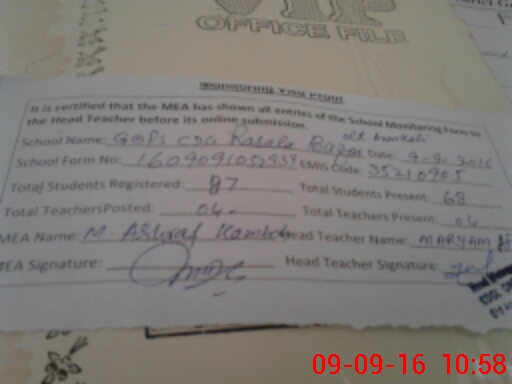 VIP
OFFICE FILE
Monitoring Visit Proof
It is certified that the MEA has shown all entries of the School Monitoring Form to
the Head Teacher before its online submission.
School Name: GGPS CDG Rasala Bazar old Anarkali Date: 9-9-2016
School Form No: EMIS Code: 35210905
Total Students Registered: 87 Total Students Present: 68
Total TeachersPosted: 04 Total Teachers Present: 04
MEA Name: M Ashraf Kamboh Head Teacher Name: MARYAM
MEA Signature: Head Teacher Signature:
09-09-16 10:58